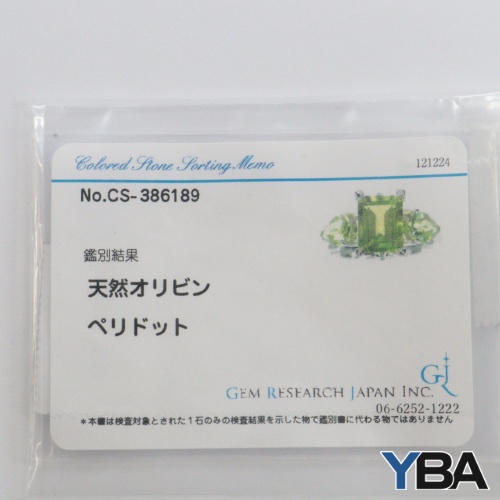 Colored Stone Sorting Memo
121224
No.CS-386189
鑑別結果
天然オリビン
ペリドット
GJ
GEM RESEARCH JAPAN INC.
06-6252-1222
*本書は検査対象とされた1石のみの検査結果を示した物で鑑別書に代わる物ではありません
YBA